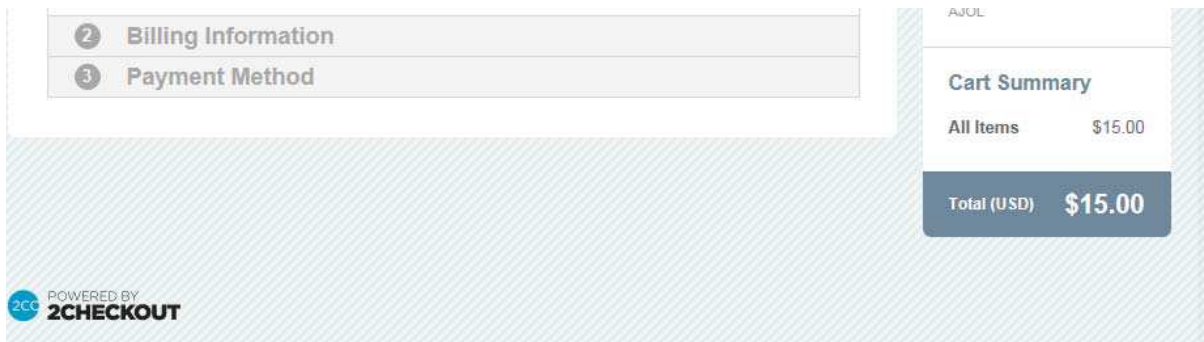 2 Billing Information
3 Payment Method
AJOL
Cart Summary
All Items $15.00
Total (USD) $15.00
2CO POWERED BY
2CHECKOUT